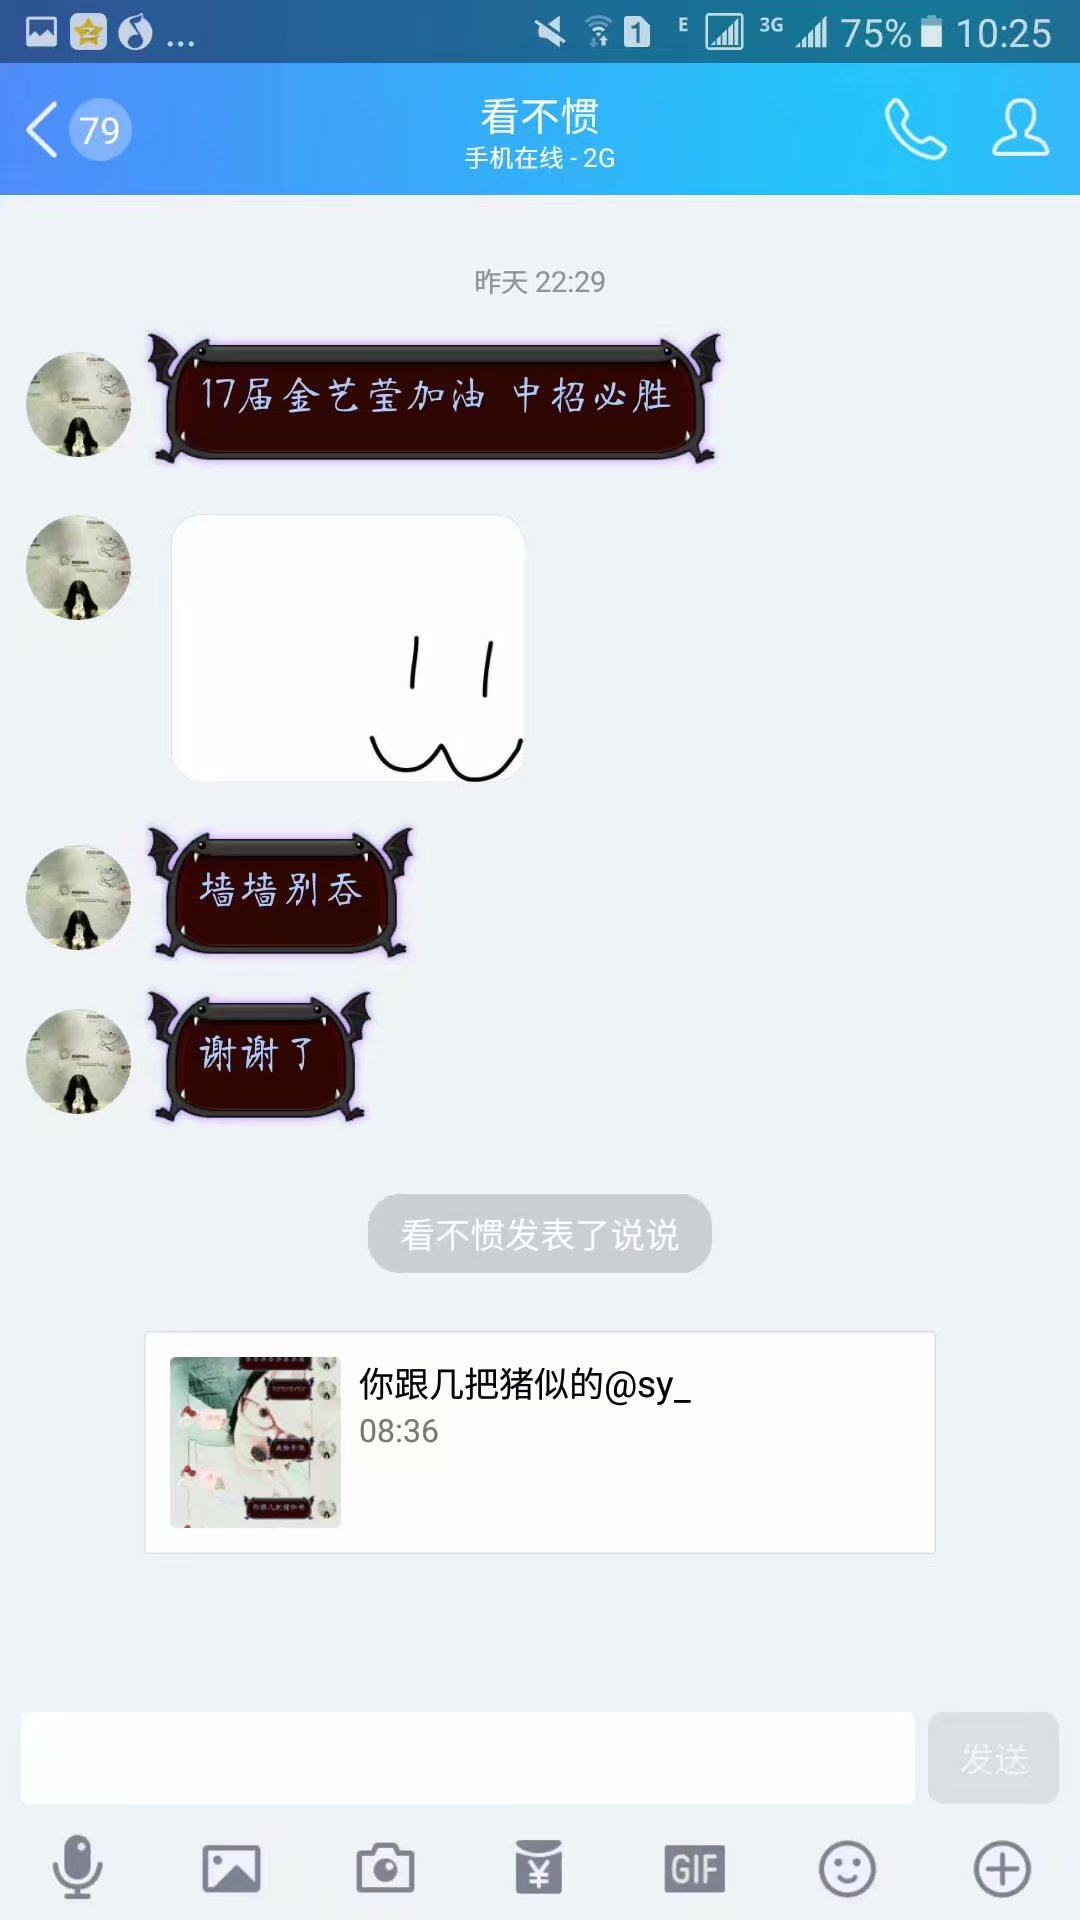 ... 1 E 3G 75% 10:25
79
看不惯
手机在线 - 2G
昨天 22:29
17届金艺莹加油 中招必胜
墙墙别吞
谢谢了
看不惯发表了说说
你跟几把猪似的@sy_
08:36
发送
GIF